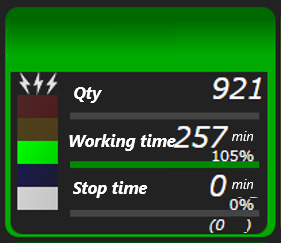 Qty 921
Working time 257 min
105%
Stop time 0 min
0%
(0 )